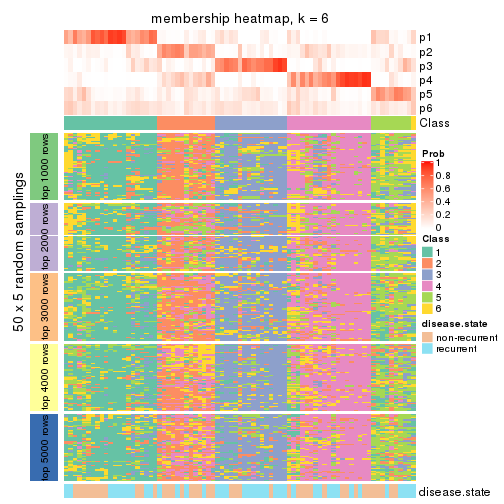 membership heatmap, k = 6
p1
p2
p3
p4
p5
p6
Class
50 x 5 random samplings
top 1000 rows
top 2000 rows
top 3000 rows
top 4000 rows
top 5000 rows
Prob
1
0.8
0.6
0.4
0.2
0
Class
1
2
3
4
5
6
disease.state
non-recurrent
recurrent
disease.state